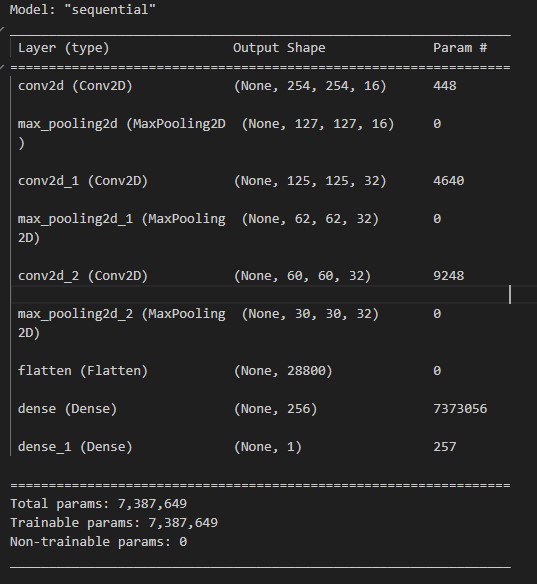 Model: "sequential"
_________________________________________________________________
Layer (type) Output Shape Param #
=================================================================
conv2d (Conv2D) (None, 254, 254, 16) 448
max_pooling2d (MaxPooling2D (None, 127, 127, 16) 0
)
conv2d_1 (Conv2D) (None, 125, 125, 32) 4640
max_pooling2d_1 (MaxPooling (None, 62, 62, 32) 0
2D)
conv2d_2 (Conv2D) (None, 60, 60, 32) 9248
max_pooling2d_2 (MaxPooling (None, 30, 30, 32) 0
2D)
flatten (Flatten) (None, 28800) 0
dense (Dense) (None, 256) 7373056
dense_1 (Dense) (None, 1) 257
=================================================================
Total params: 7,387,649
Trainable params: 7,387,649
Non-trainable params: 0
_________________________________________________________________